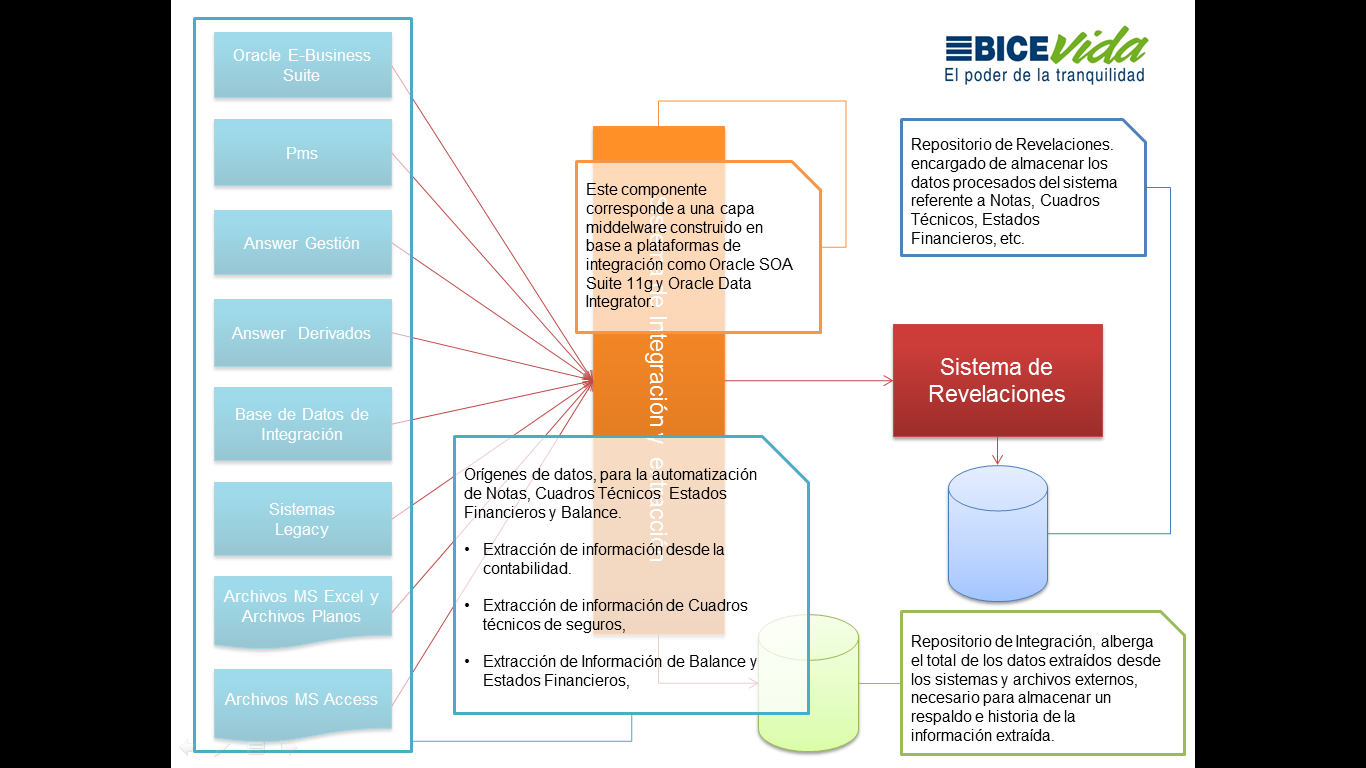 Oracle E-Business
Suite
Pms
Answer Gestión
Answer Derivados
Base de Datos de
Integración
Sistemas
Legacy
Archivos MS Excel y
Archivos Planos
Archivos MS Access
Sistema de Integración y extracción
Este componente
corresponde a una capa
middelware construido en
base a plataformas de
integración como Oracle SOA
Suite 11g y Oracle Data
Integrator.
Orígenes de datos, para la automatización
de Notas, Cuadros Técnicos Estados
Financieros y Balance.
• Extracción de información desde la
contabilidad.
• Extracción de información de Cuadros
técnicos de seguros,
• Extracción de Información de Balance y
Estados Financieros,
BICE Vida
El poder de la tranquilidad
Repositorio de Revelaciones.
encargado de almacenar los
datos procesados del sistema
referente a Notas, Cuadros
Técnicos, Estados
Financieros, etc.
Sistema de
Revelaciones
Repositorio de Integración, alberga
el total de los datos extraídos desde
los sistemas y archivos externos,
necesario para almacenar un
respaldo e historia de la
información extraída.